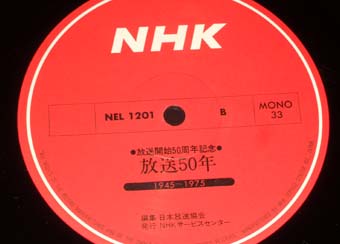 NHK
NEL 1201 B MONO
33
●放送開始50周年記念●
放送50年
1945–1975
編集 日本放送協会
発行 NHKサービスセンター